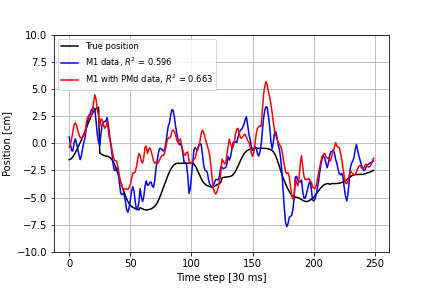 10.0
7.5
5.0
2.5
0.0
−2.5
−5.0
−7.5
−10.0
Position [cm]
True position
M1 data, R² = 0.596
M1 with PMd data, R² = 0.663
0 50 100 150 200 250
Time step [30 ms]